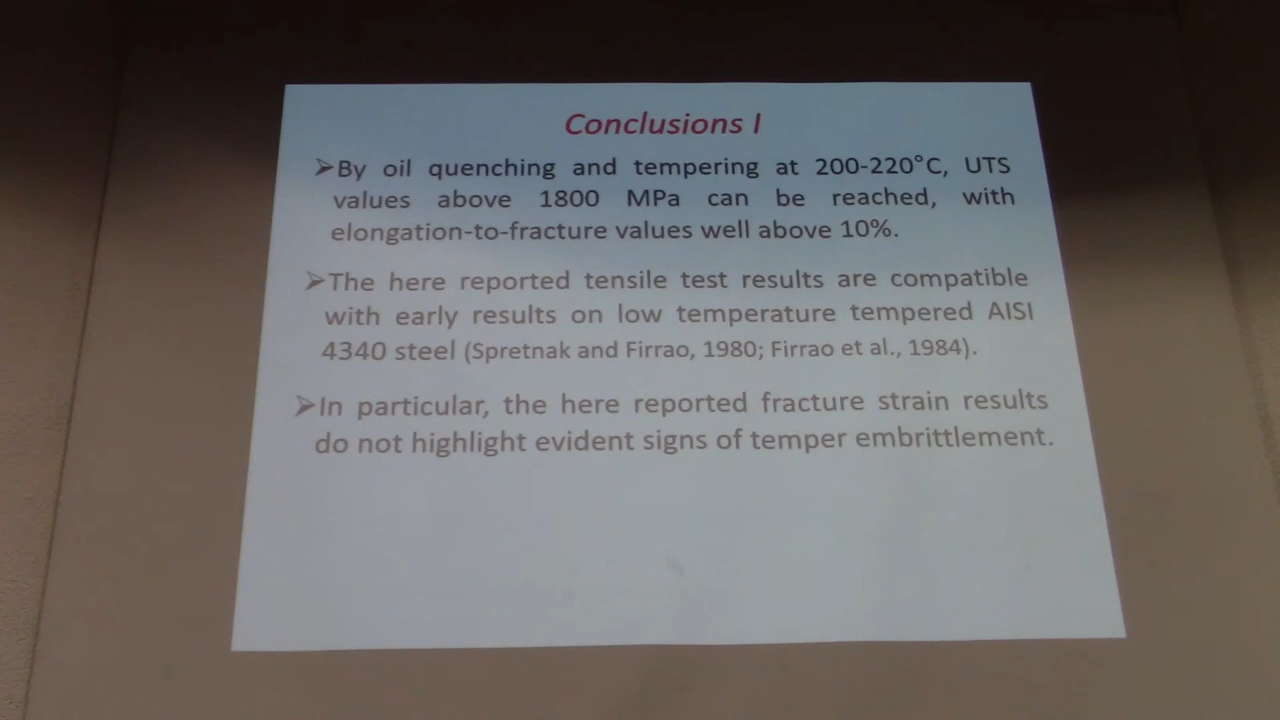 Conclusions I
➢By oil quenching and tempering at 200-220°C, UTS
values above 1800 MPa can be reached, with
elongation-to-fracture values well above 10%.
➢The here reported tensile test results are compatible
with early results on low temperature tempered AISI
4340 steel (Spretnak and Firrao, 1980; Firrao et al., 1984).
➢In particular, the here reported fracture strain results
do not highlight evident signs of temper embrittlement.